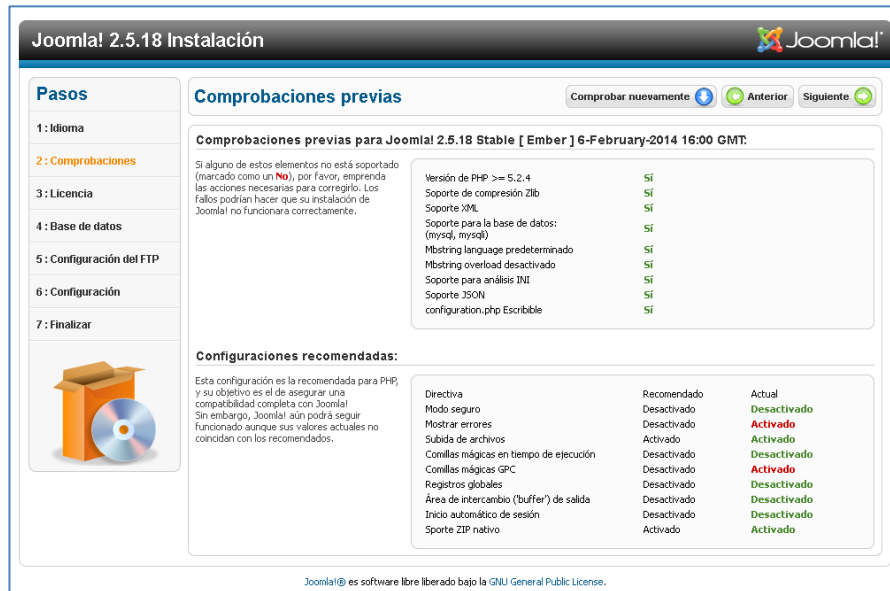 Joomla! 2.5.18 Instalación
Joomla!
Pasos
1 : Idioma
2 : Comprobaciones
3 : Licencia
4 : Base de datos
5 : Configuración del FTP
6 : Configuración
7 : Finalizar
Comprobaciones previas
Comprobar nuevamente
Anterior
Siguiente
Comprobaciones previas para Joomla! 2.5.18 Stable [ Ember ] 6-February-2014 16:00 GMT:
Si alguno de estos elementos no está soportado
(marcado como un No), por favor, emprenda
las acciones necesarias para corregirlo. Los
fallos podrían hacer que su instalación de
Joomla! no funcionara correctamente.
Versión de PHP >= 5.2.4 Sí
Soporte de compresión Zlib Sí
Soporte XML Sí
Soporte para la base de datos:
(mysql, mysqli) Sí
Mbstring language predeterminado Sí
Mbstring overload desactivado Sí
Soporte para análisis INI Sí
Soporte JSON Sí
configuration.php Escribible Sí
Configuraciones recomendadas:
Esta configuración es la recomendada para PHP,
y su objetivo es el de asegurar una
compatibilidad completa con Joomla!
Sin embargo, Joomla! aún podrá seguir
funcionado aunque sus valores actuales no
coincidan con los recomendados.
Directiva Recomendado Actual
Modo seguro Desactivado Desactivado
Mostrar errores Desactivado Activado
Subida de archivos Activado Activado
Comillas mágicas en tiempo de ejecución Desactivado Desactivado
Comillas mágicas GPC Desactivado Activado
Registros globales Desactivado Desactivado
Área de intercambio ('buffer') de salida Desactivado Desactivado
Inicio automático de sesión Desactivado Desactivado
Sporte ZIP nativo Activado Activado
Joomla!® es software libre liberado bajo la GNU General Public License.